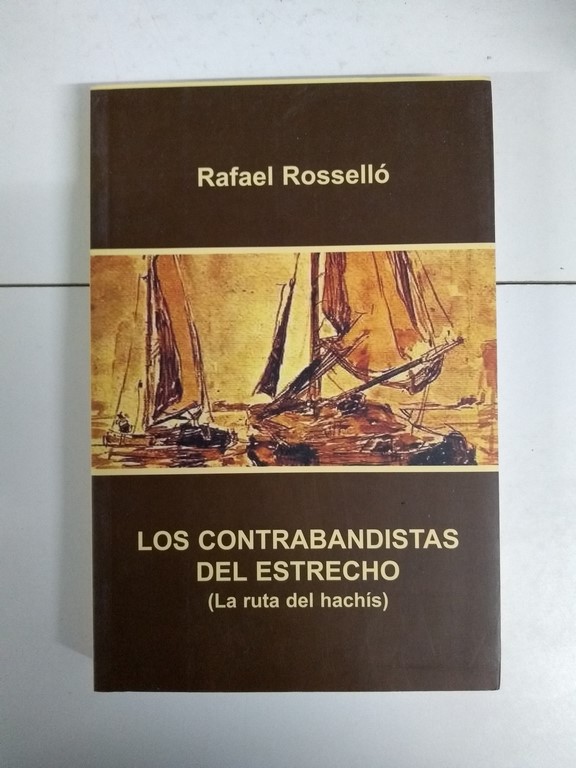 Rafael Rosselló
LOS CONTRABANDISTAS
DEL ESTRECHO
(La ruta del hachís)